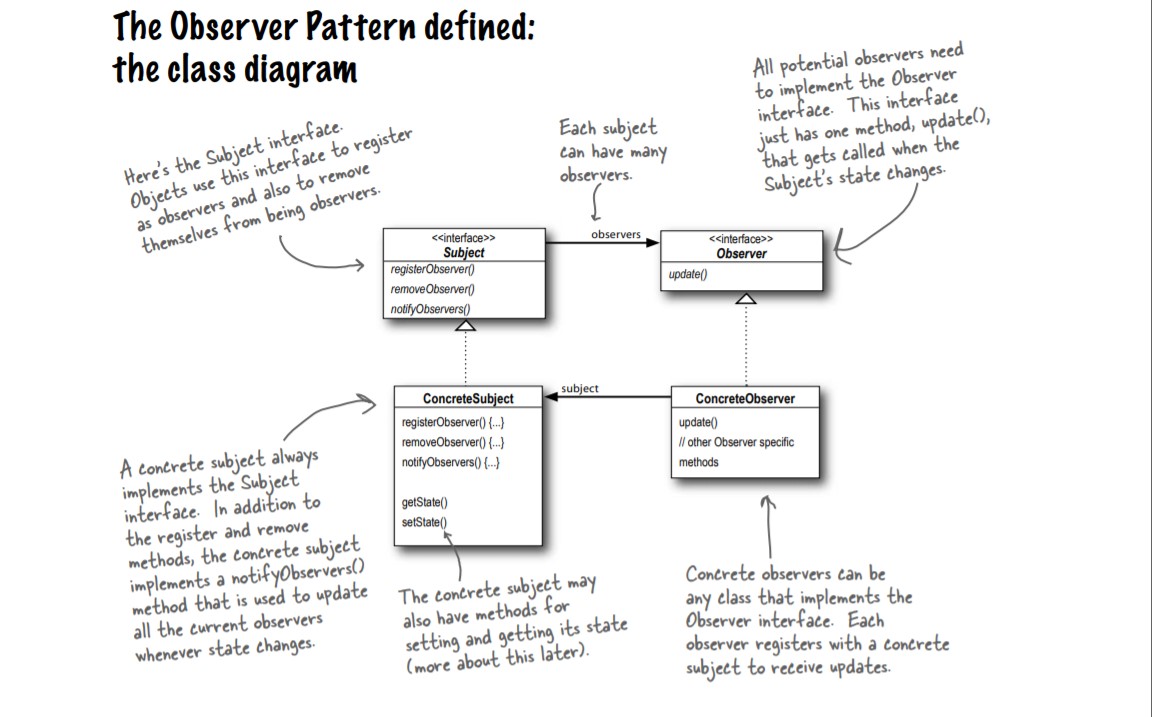 The Observer Pattern defined:
the class diagram
All potential observers need
to implement the Observer
interface. This interface
just has one method, update(),
that gets called when the
Subject's state changes.
Here's the Subject interface.
Objects use this interface to register
as observers and also to remove
themselves from being observers.
Each subject
can have many
observers.
<<interface>>
Subject
registerObserver()
removeObserver()
notifyObservers()
observers
<<interface>>
Observer
update()
ConcreteSubject
registerObserver() {...}
removeObserver() {...}
notifyObservers() {...}
getState()
setState()
subject
ConcreteObserver
update()
// other Observer specific
methods
A concrete subject always
implements the Subject
interface. In addition to
the register and remove
methods, the concrete subject
implements a notifyObservers()
method that is used to update
all the current observers
whenever state changes.
The concrete subject may
also have methods for
setting and getting its state
(more about this later).
Concrete observers can be
any class that implements the
Observer interface. Each
observer registers with a concrete
subject to receive updates.